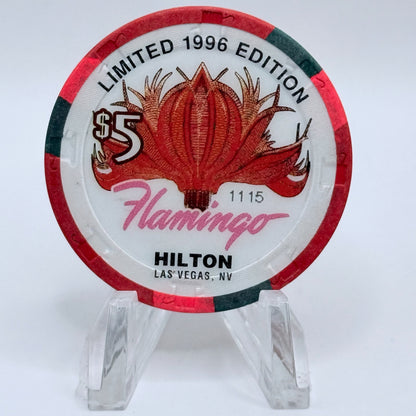 LIMITED 1996 EDITION
$5
1115
Flamingo
HILTON
LAS VEGAS, NV